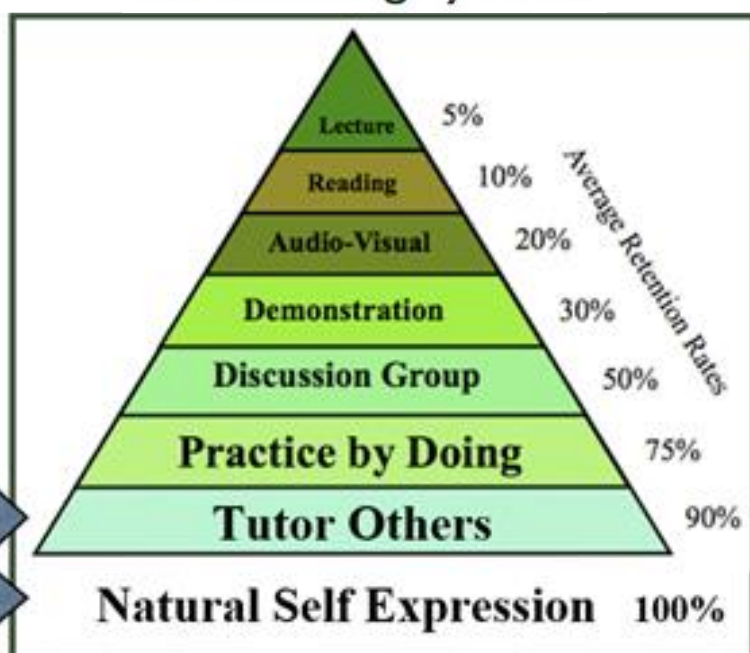 Lecture 5%
Reading 10%
Audio-Visual 20%
Demonstration 30%
Discussion Group 50%
Practice by Doing 75%
Tutor Others 90%
Natural Self Expression 100%
Average Retention Rates